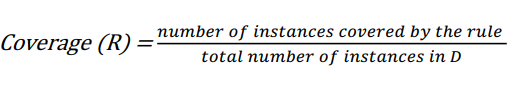 Coverage (R) = number of instances covered by the rule
total number of instances in D